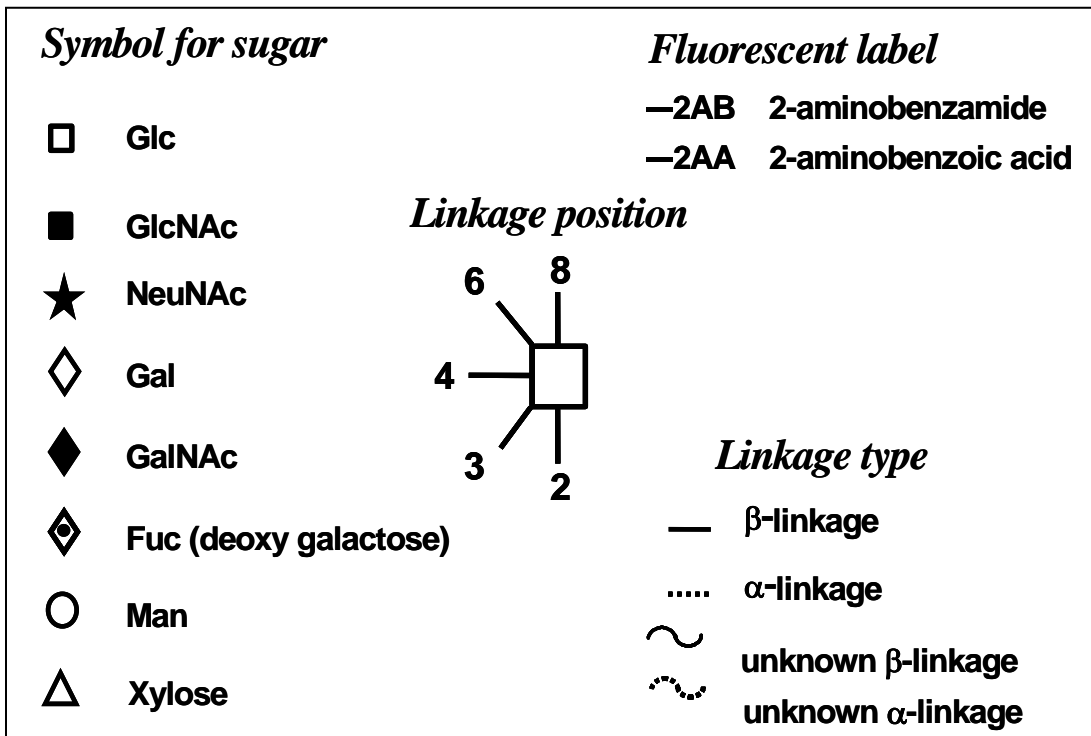 Symbol for sugar
Glc
GlcNAc
NeuNAc
Gal
GalNAc
Fuc (deoxy galactose)
Man
Xylose
Fluorescent label
—2AB 2-aminobenzamide
—2AA 2-aminobenzoic acid
Linkage position
6 8
4
3
2
Linkage type
β-linkage
α-linkage
unknown β-linkage
unknown α-linkage